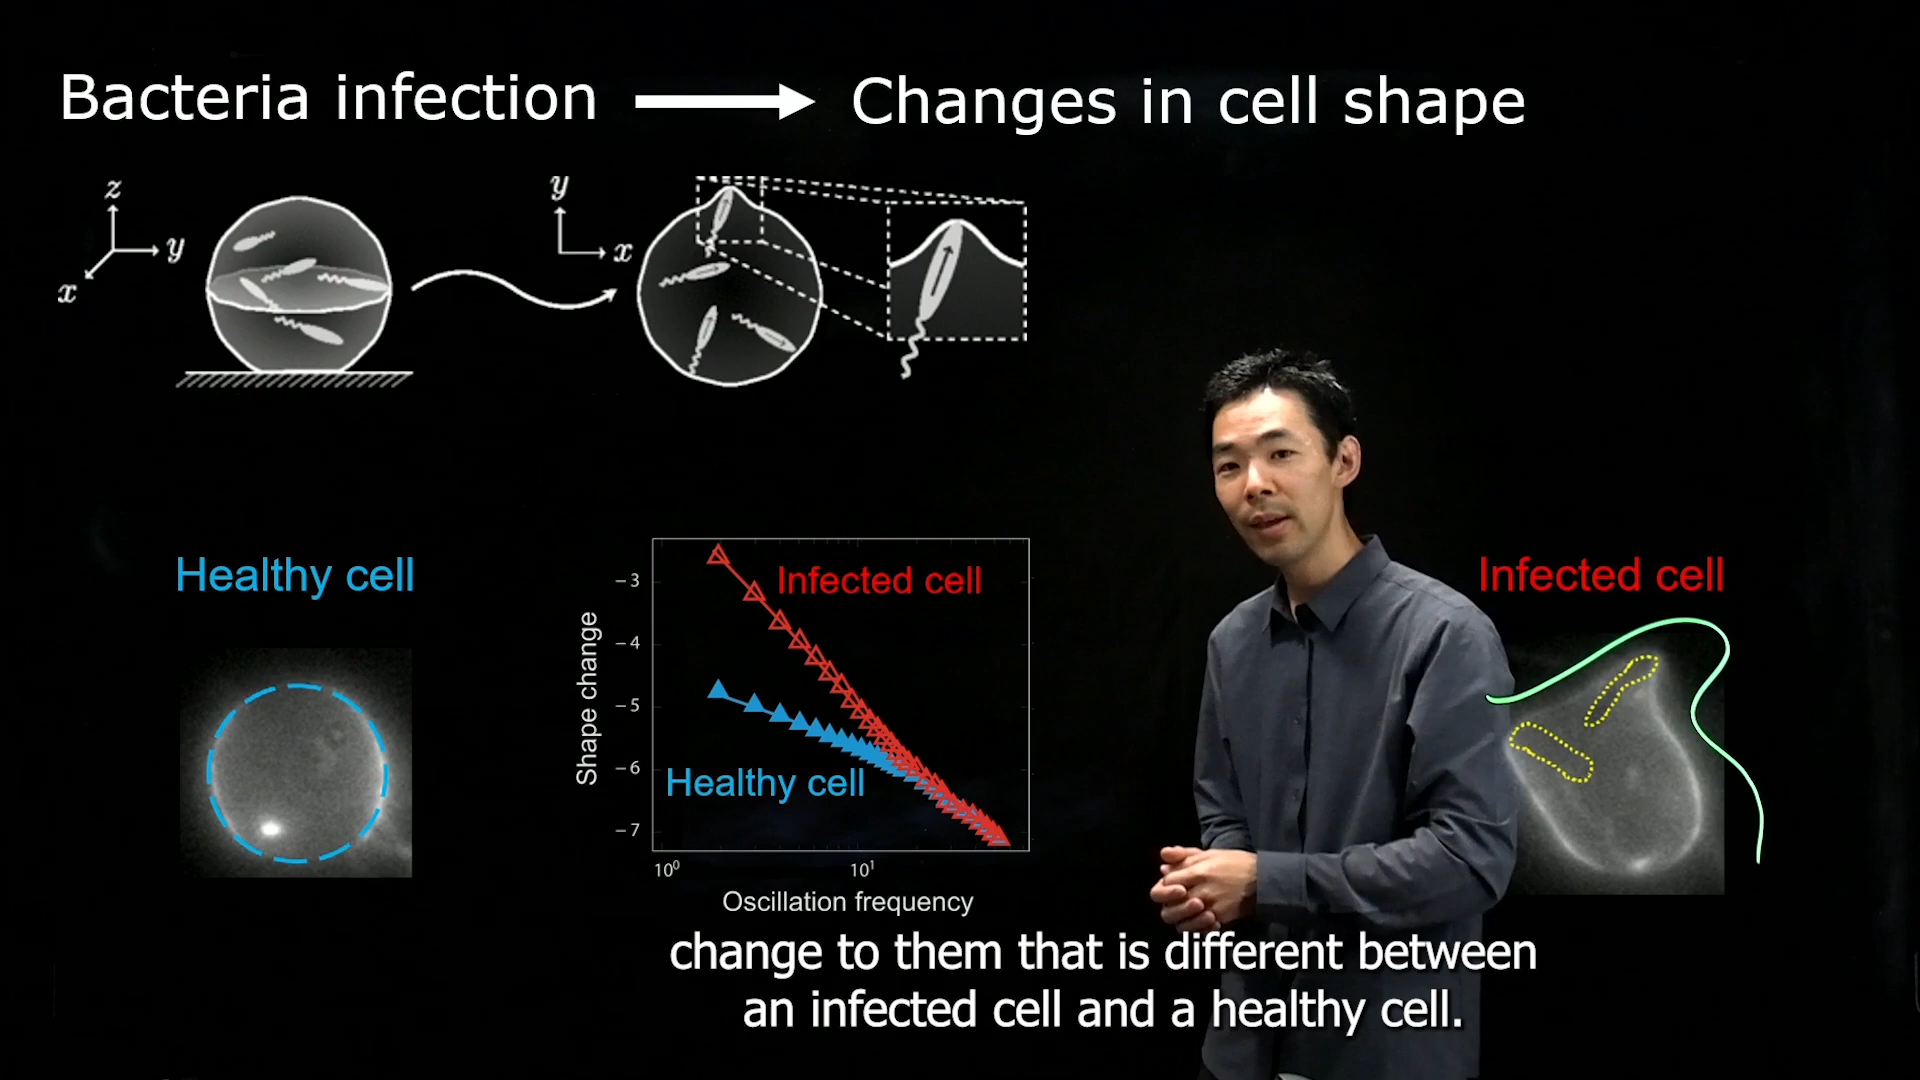 Bacteria infection
Changes in cell shape
z
y
x
y
x
Healthy cell
Infected cell
Shape change
−3
−4
−5
−6
−7
Infected cell
Healthy cell
10⁰
10¹
Oscillation frequency
change to them that is different between
an infected cell and a healthy cell.